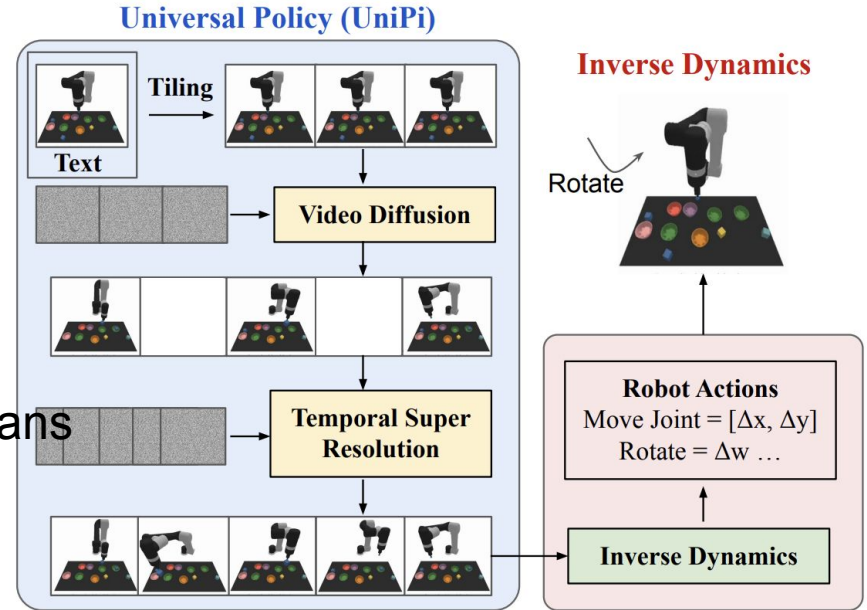 Universal Policy (UniPi)
Tiling
Text
Video Diffusion
ans
Temporal Super
Resolution
Inverse Dynamics
Rotate
Robot Actions
Move Joint = [Δx, Δy]
Rotate = Δw …
Inverse Dynamics